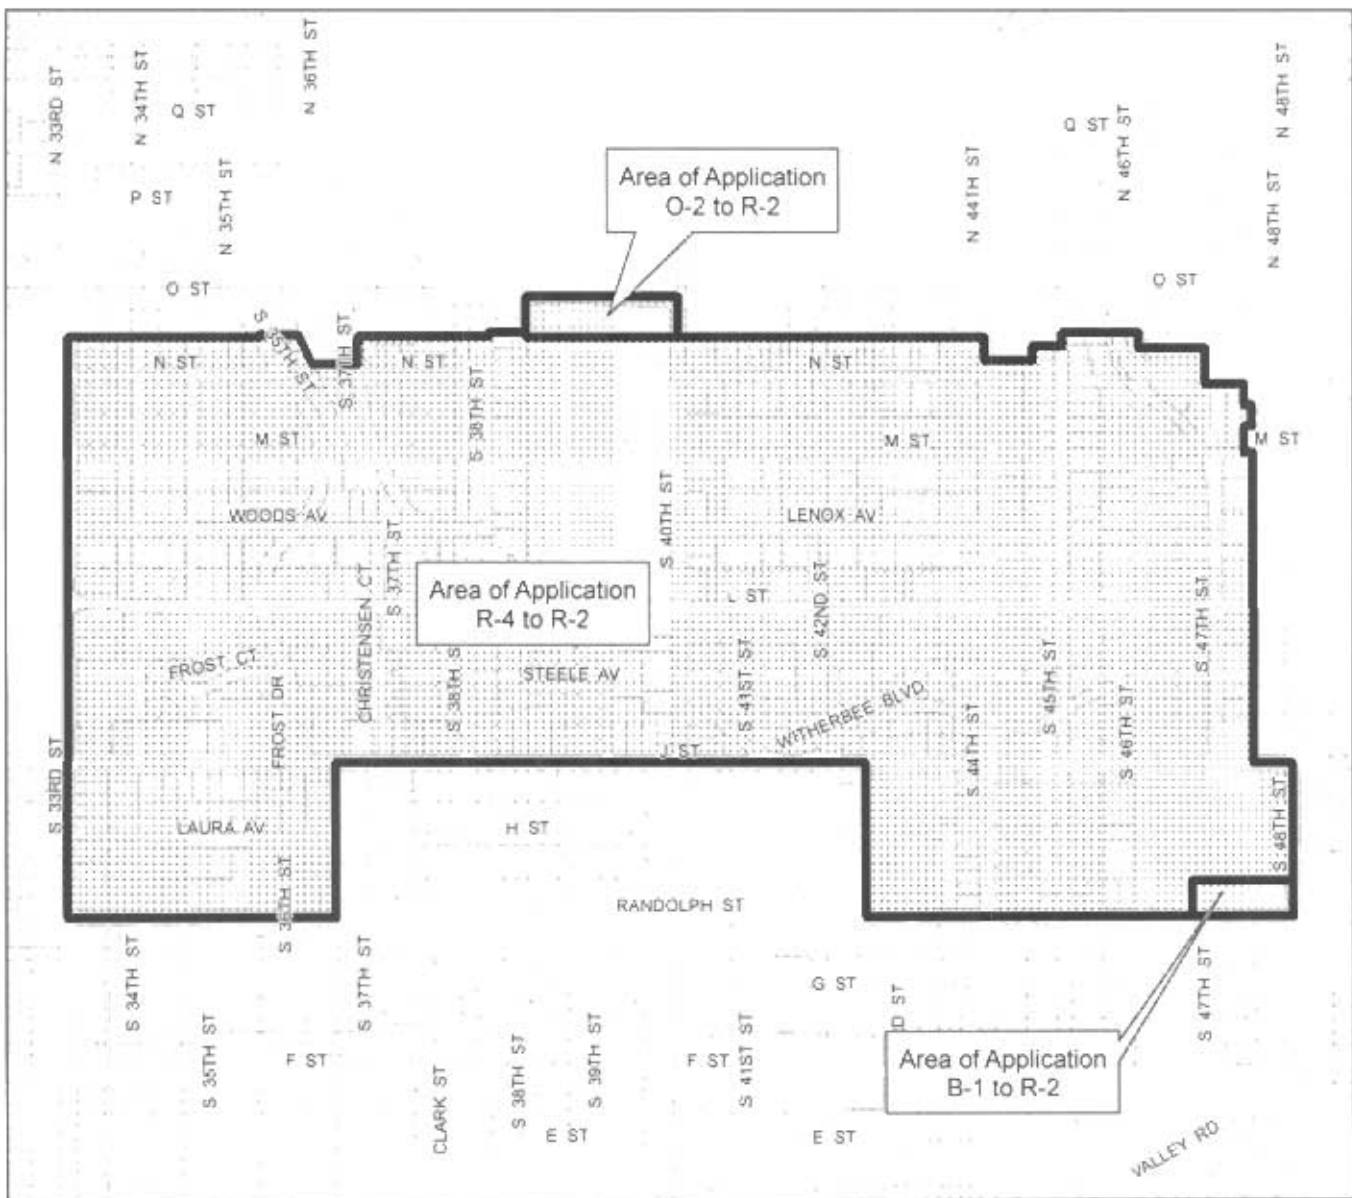 N 33RD ST
N 34TH ST
Q ST
N 36TH ST
P ST
N 35TH ST
O ST
Area of Application
O-2 to R-2
N 44TH ST
Q ST
N 46TH ST
N 48TH ST
N 48TH ST
O ST
S 35TH ST
S 37TH ST
N ST
N ST
S 38TH ST
N ST
M ST
M ST
M ST
WOODS AV
S 37TH ST
S 40TH ST
LENOX AV
Area of Application
R-4 to R-2
CHRISTENSEN CT
L ST
S 42ND ST
S 47TH ST
FROST CT
FROST DR
S 38TH S
STEELE AV
S 41ST ST
WITHERBEE BLVD
S 45TH ST
S 44TH ST
S 46TH ST
J ST
S 33RD ST
LAURA AV
S 36TH ST
H ST
S 48TH ST
RANDOLPH ST
S 34TH ST
S 35TH ST
S 37TH ST
F ST
CLARK ST
S 38TH ST
S 39TH ST
E ST
F ST
S 41ST ST
G ST
RD ST
S 47TH ST
Area of Application
B-1 to R-2
E ST
VALLEY RD